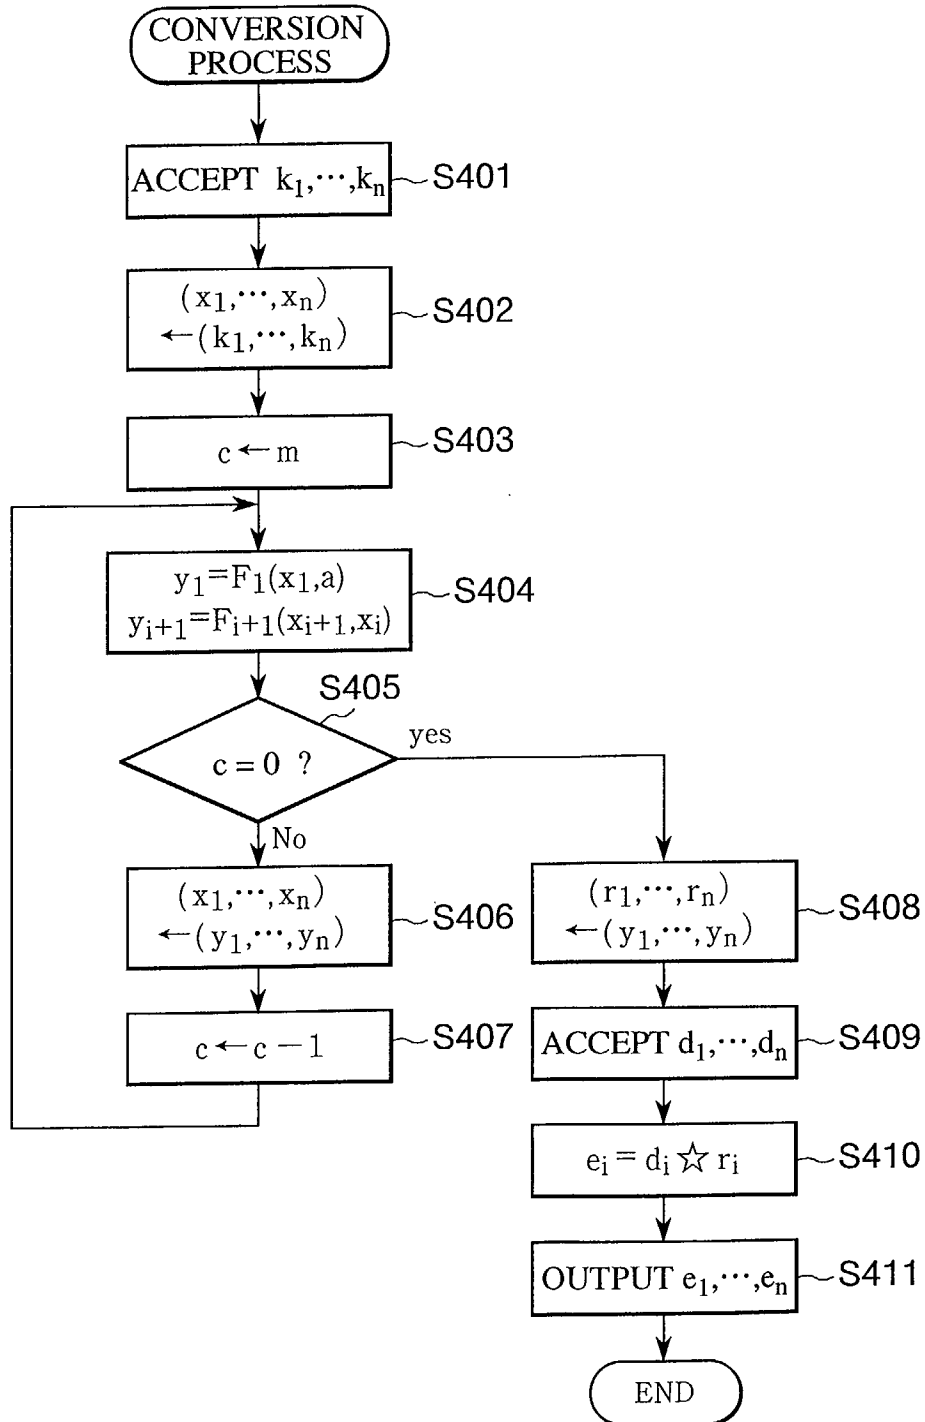 CONVERSION
PROCESS
ACCEPT k₁,⋯,kₙ
S401
(x₁,⋯,xₙ)
←(k₁,⋯,kₙ)
S402
c←m
S403
y₁=F₁(x₁,a)
yᵢ₊₁=Fᵢ₊₁(xᵢ₊₁,xᵢ)
S404
S405
c=0 ?
yes
No
(x₁,⋯,xₙ)
←(y₁,⋯,yₙ)
S406
c←c−1
S407
(r₁,⋯,rₙ)
←(y₁,⋯,yₙ)
S408
ACCEPT d₁,⋯,dₙ
S409
eᵢ=dᵢ☆rᵢ
S410
OUTPUT e₁,⋯,eₙ
S411
END